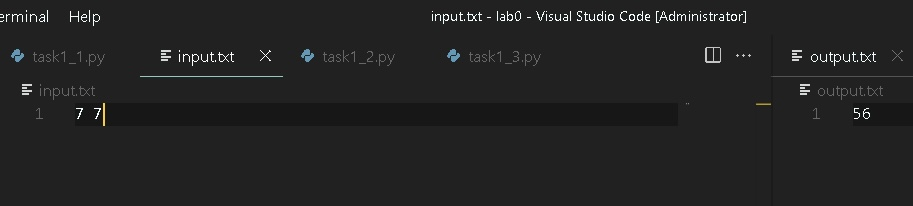 Terminal Help input.txt - lab0 - Visual Studio Code [Administrator]
task1_1.py input.txt task1_2.py task1_3.py output.txt
input.txt output.txt
1 7 7 1 56